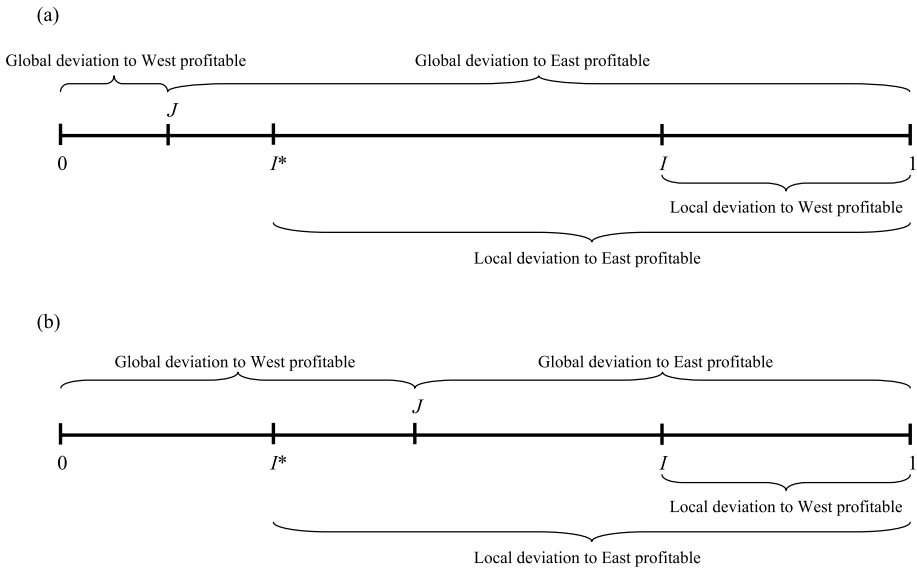 (a)
Global deviation to West profitable
Global deviation to East profitable
J
0
I*
I
1
Local deviation to West profitable
Local deviation to East profitable
(b)
Global deviation to West profitable
Global deviation to East profitable
J
0
I*
I
1
Local deviation to West profitable
Local deviation to East profitable